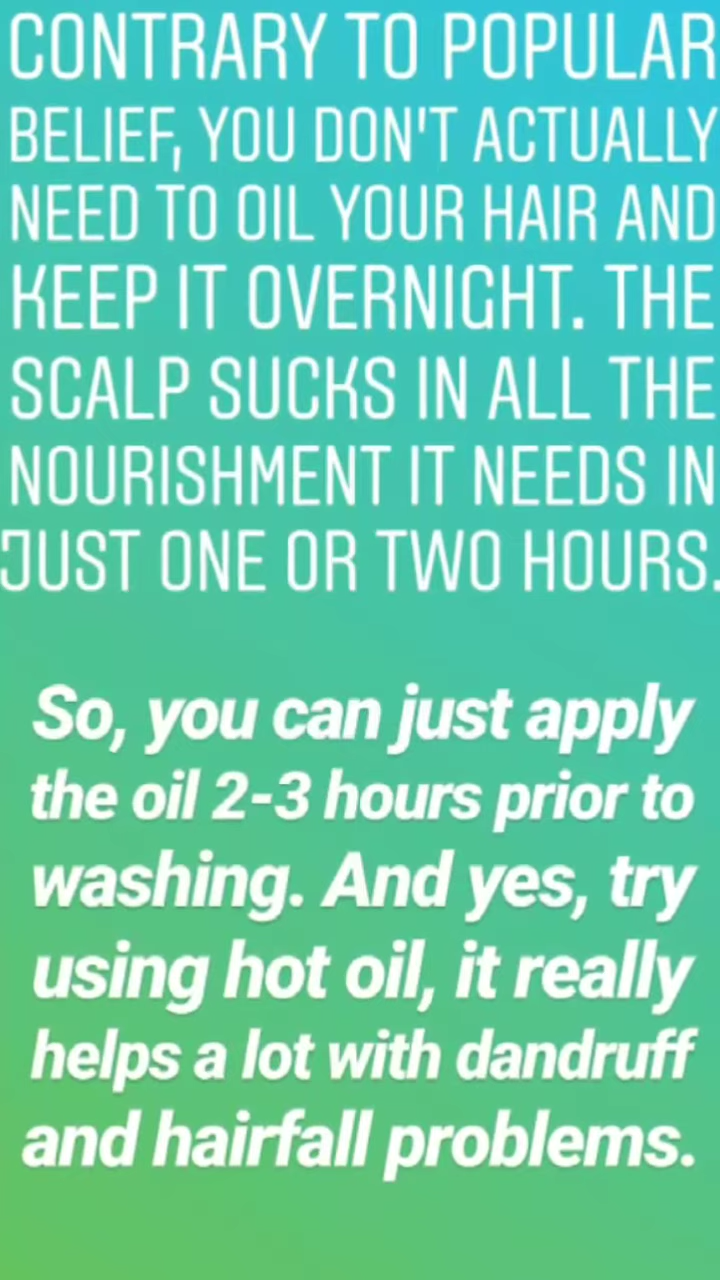 CONTRARY TO POPULAR
BELIEF, YOU DON'T ACTUALLY
NEED TO OIL YOUR HAIR AND
KEEP IT OVERNIGHT. THE
SCALP SUCKS IN ALL THE
NOURISHMENT IT NEEDS IN
JUST ONE OR TWO HOURS.
So, you can just apply
the oil 2-3 hours prior to
washing. And yes, try
using hot oil, it really
helps a lot with dandruff
and hairfall problems.